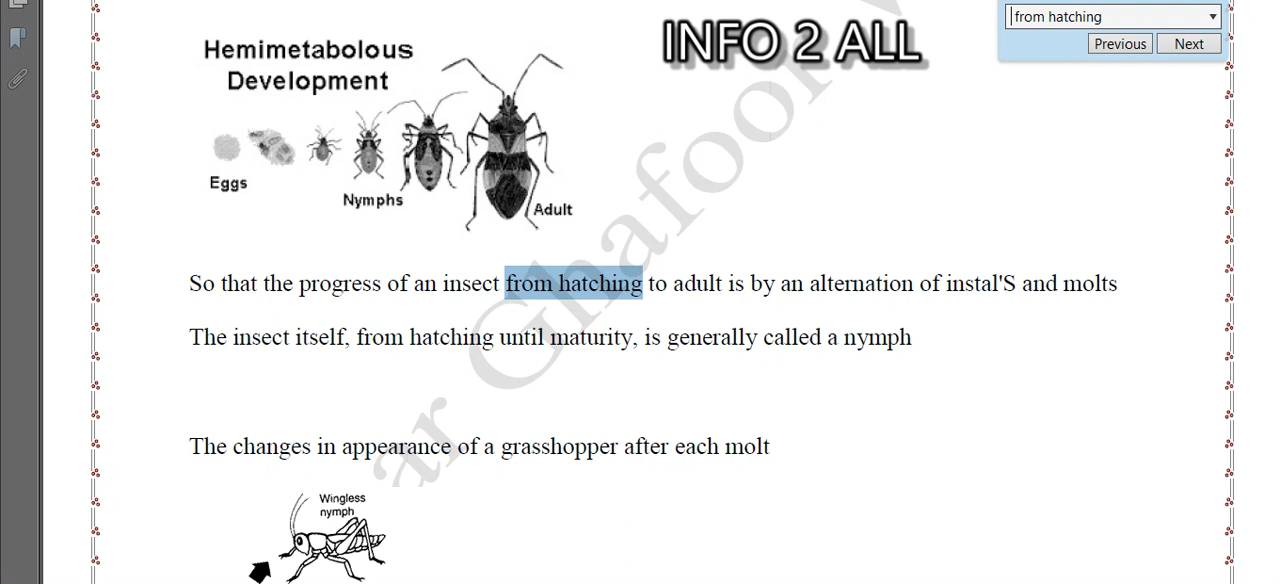 from hatching
Previous Next
INFO 2 ALL
Hemimetabolous
Development
Eggs
Nymphs
Adult
So that the progress of an insect from hatching to adult is by an alternation of instal'S and molts
The insect itself, from hatching until maturity, is generally called a nymph
The changes in appearance of a grasshopper after each molt
Wingless
nymph
ar Ghafoor